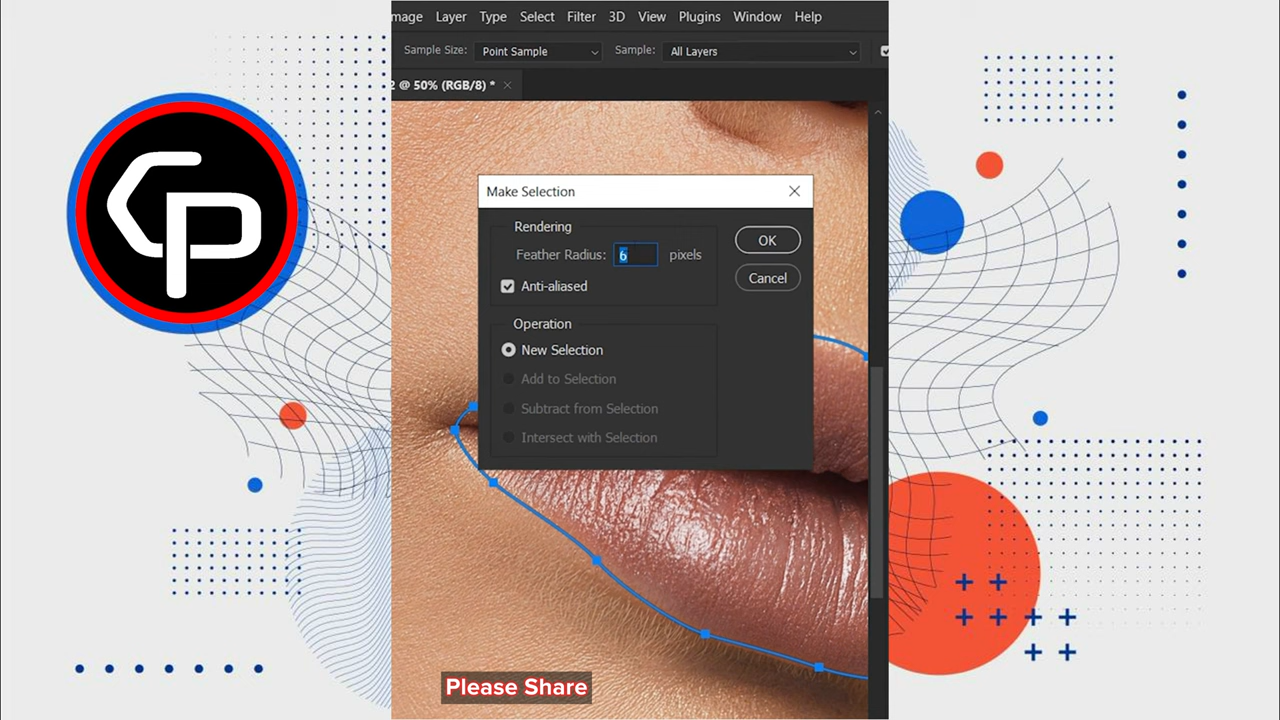 mage Layer Type Select Filter 3D View Plugins Window Help
Sample Size: Point Sample Sample: All Layers
2 @ 50% (RGB/8) *
Make Selection
Rendering
Feather Radius: 6 pixels
Anti-aliased
OK
Cancel
Operation
New Selection
Add to Selection
Subtract from Selection
Intersect with Selection
Please Share
CP